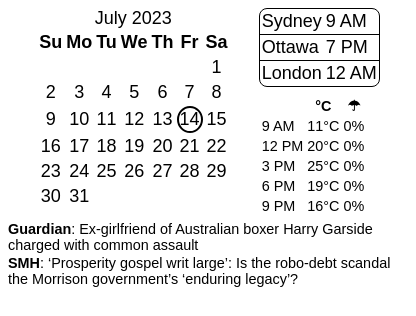 July 2023
Su Mo Tu We Th Fr Sa
1
2 3 4 5 6 7 8
9 10 11 12 13 14 15
16 17 18 19 20 21 22
23 24 25 26 27 28 29
30 31
Sydney 9 AM
Ottawa 7 PM
London 12 AM
°C ☂
9 AM 11°C 0%
12 PM 20°C 0%
3 PM 25°C 0%
6 PM 19°C 0%
9 PM 16°C 0%
Guardian: Ex-girlfriend of Australian boxer Harry Garside
charged with common assault
SMH: ‘Prosperity gospel writ large’: Is the robo-debt scandal
the Morrison government’s ‘enduring legacy’?